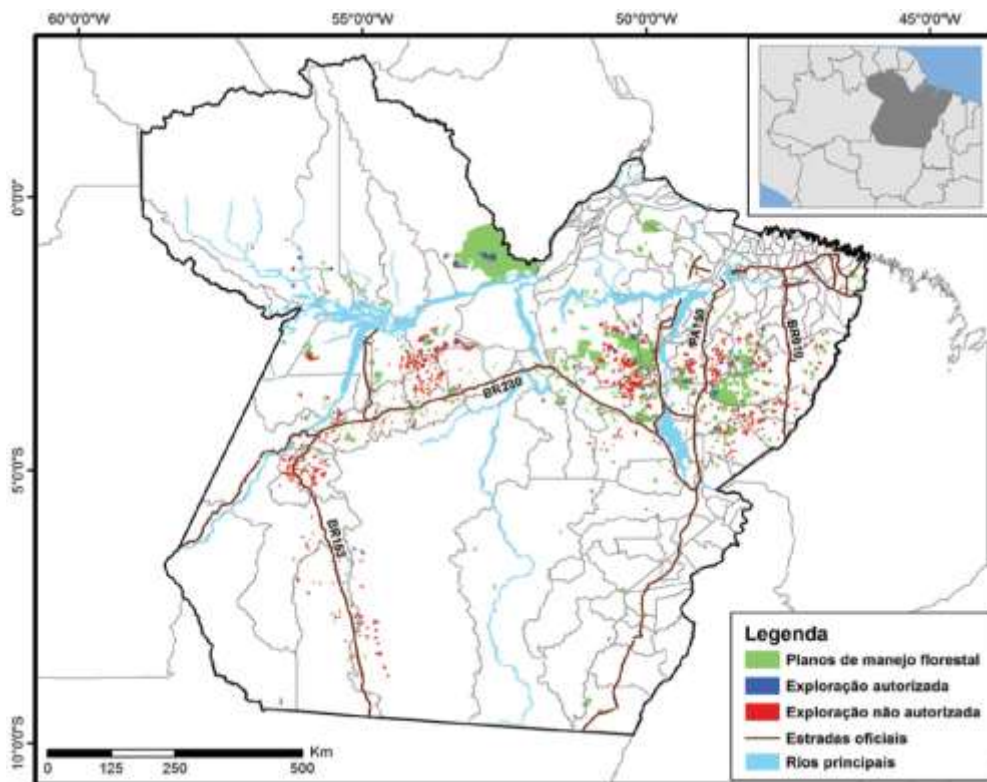 60°0'0"W 55°0'0"W 50°0'0"W 45°0'0"W
0°0'0"
5°0'0"S
10°0'0"S
PA150
BR010
BR230
BR163
Legenda
Planos de manejo florestal
Exploração autorizada
Exploração não autorizada
Estradas oficiais
Rios principais
Km
0 125 250 500